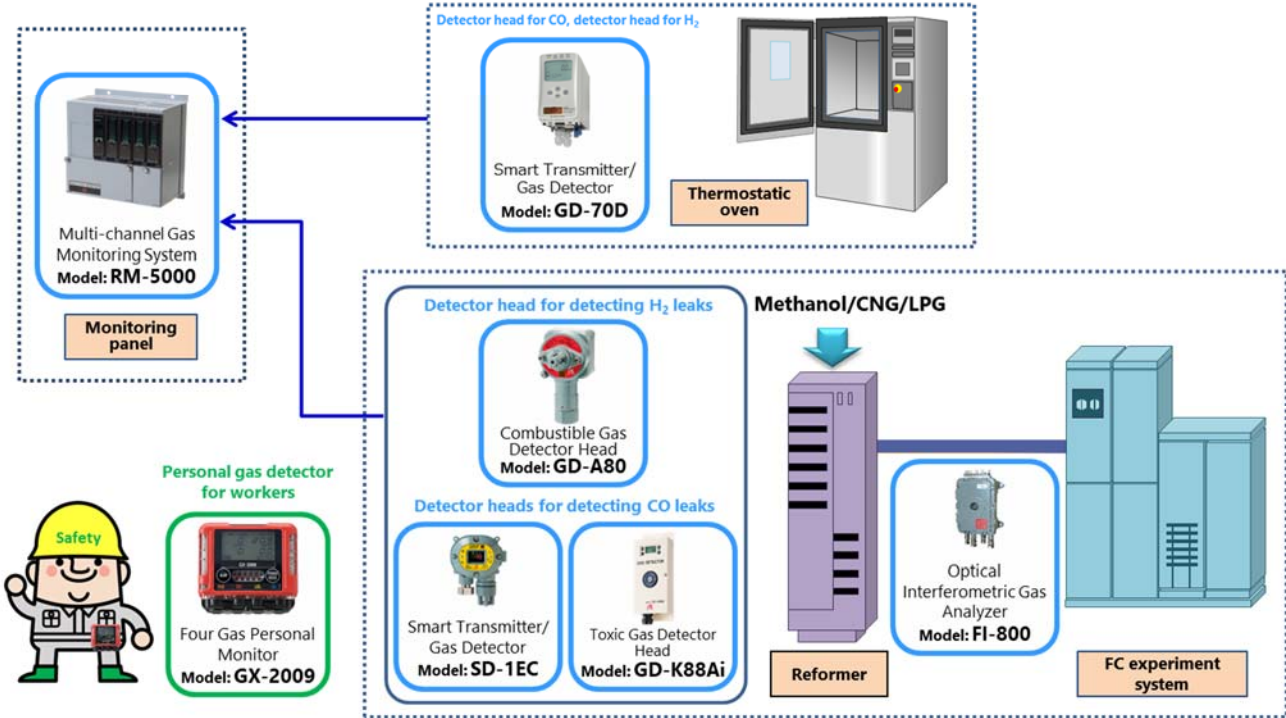 Detector head for CO, detector head for H₂
Smart Transmitter/
Gas Detector
Model: GD-70D
Thermostatic
oven
Multi-channel Gas
Monitoring System
Model: RM-5000
Monitoring
panel
Detector head for detecting H₂ leaks
Combustible Gas
Detector Head
Model: GD-A80
Detector heads for detecting CO leaks
Smart Transmitter/
Gas Detector
Model: SD-1EC
Toxic Gas Detector
Head
Model: GD-K88Ai
Methanol/CNG/LPG
Reformer
Optical
Interferometric Gas
Analyzer
Model: FI-800
FC experiment
system
Personal gas detector
for workers
Safety
Four Gas Personal
Monitor
Model: GX-2009